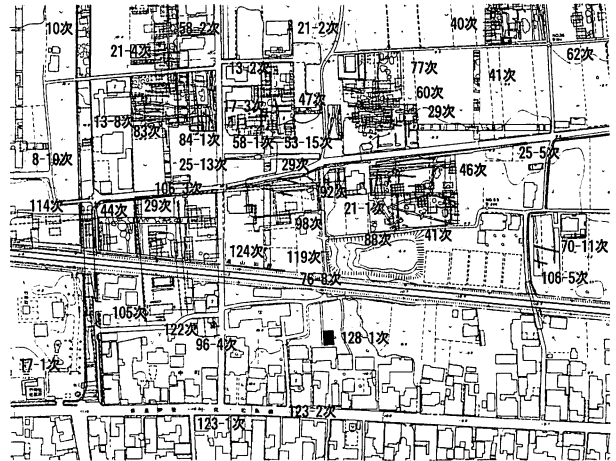 10次
58-2次
21-2次
40次
21-4次
62次
13-2次
77次
41次
60次
17-3次
47次
29次
13-8次
83次
84-1次
58-1次
53-15次
8-10次
25-13次
29次
25-5次
46次
106-3次
92次
114次
44次
29次
21-1次
98次
88次
41次
70-11次
124次
119次
106-5次
76-8次
105次
122次
96-4次
128-1次
17-1次
123-2次
123-1次